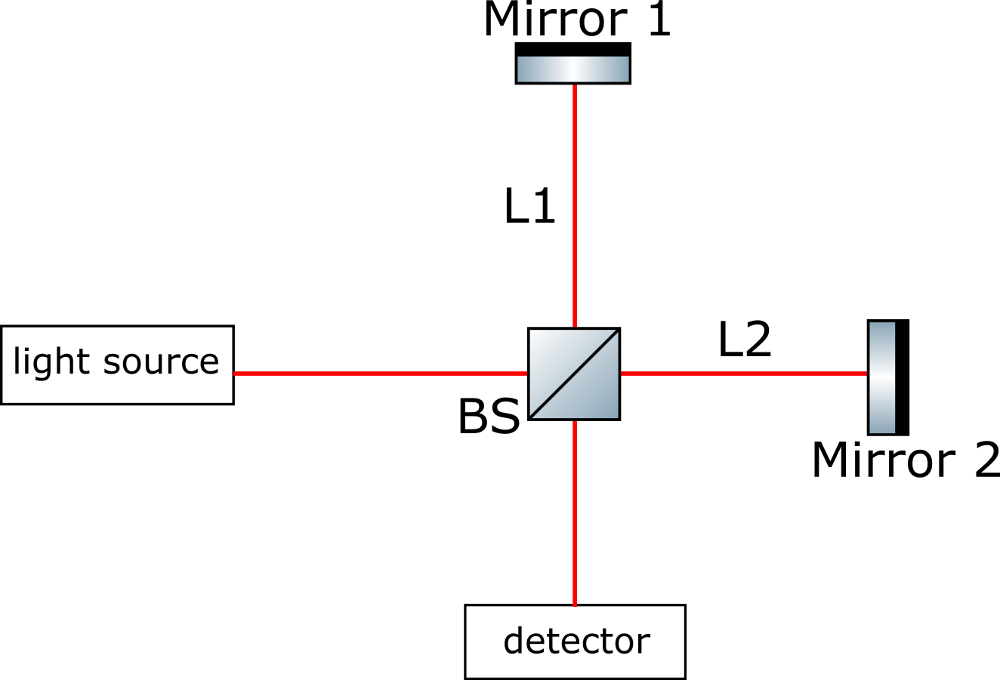 Mirror 1
L1
L2
light source
BS
Mirror 2
detector